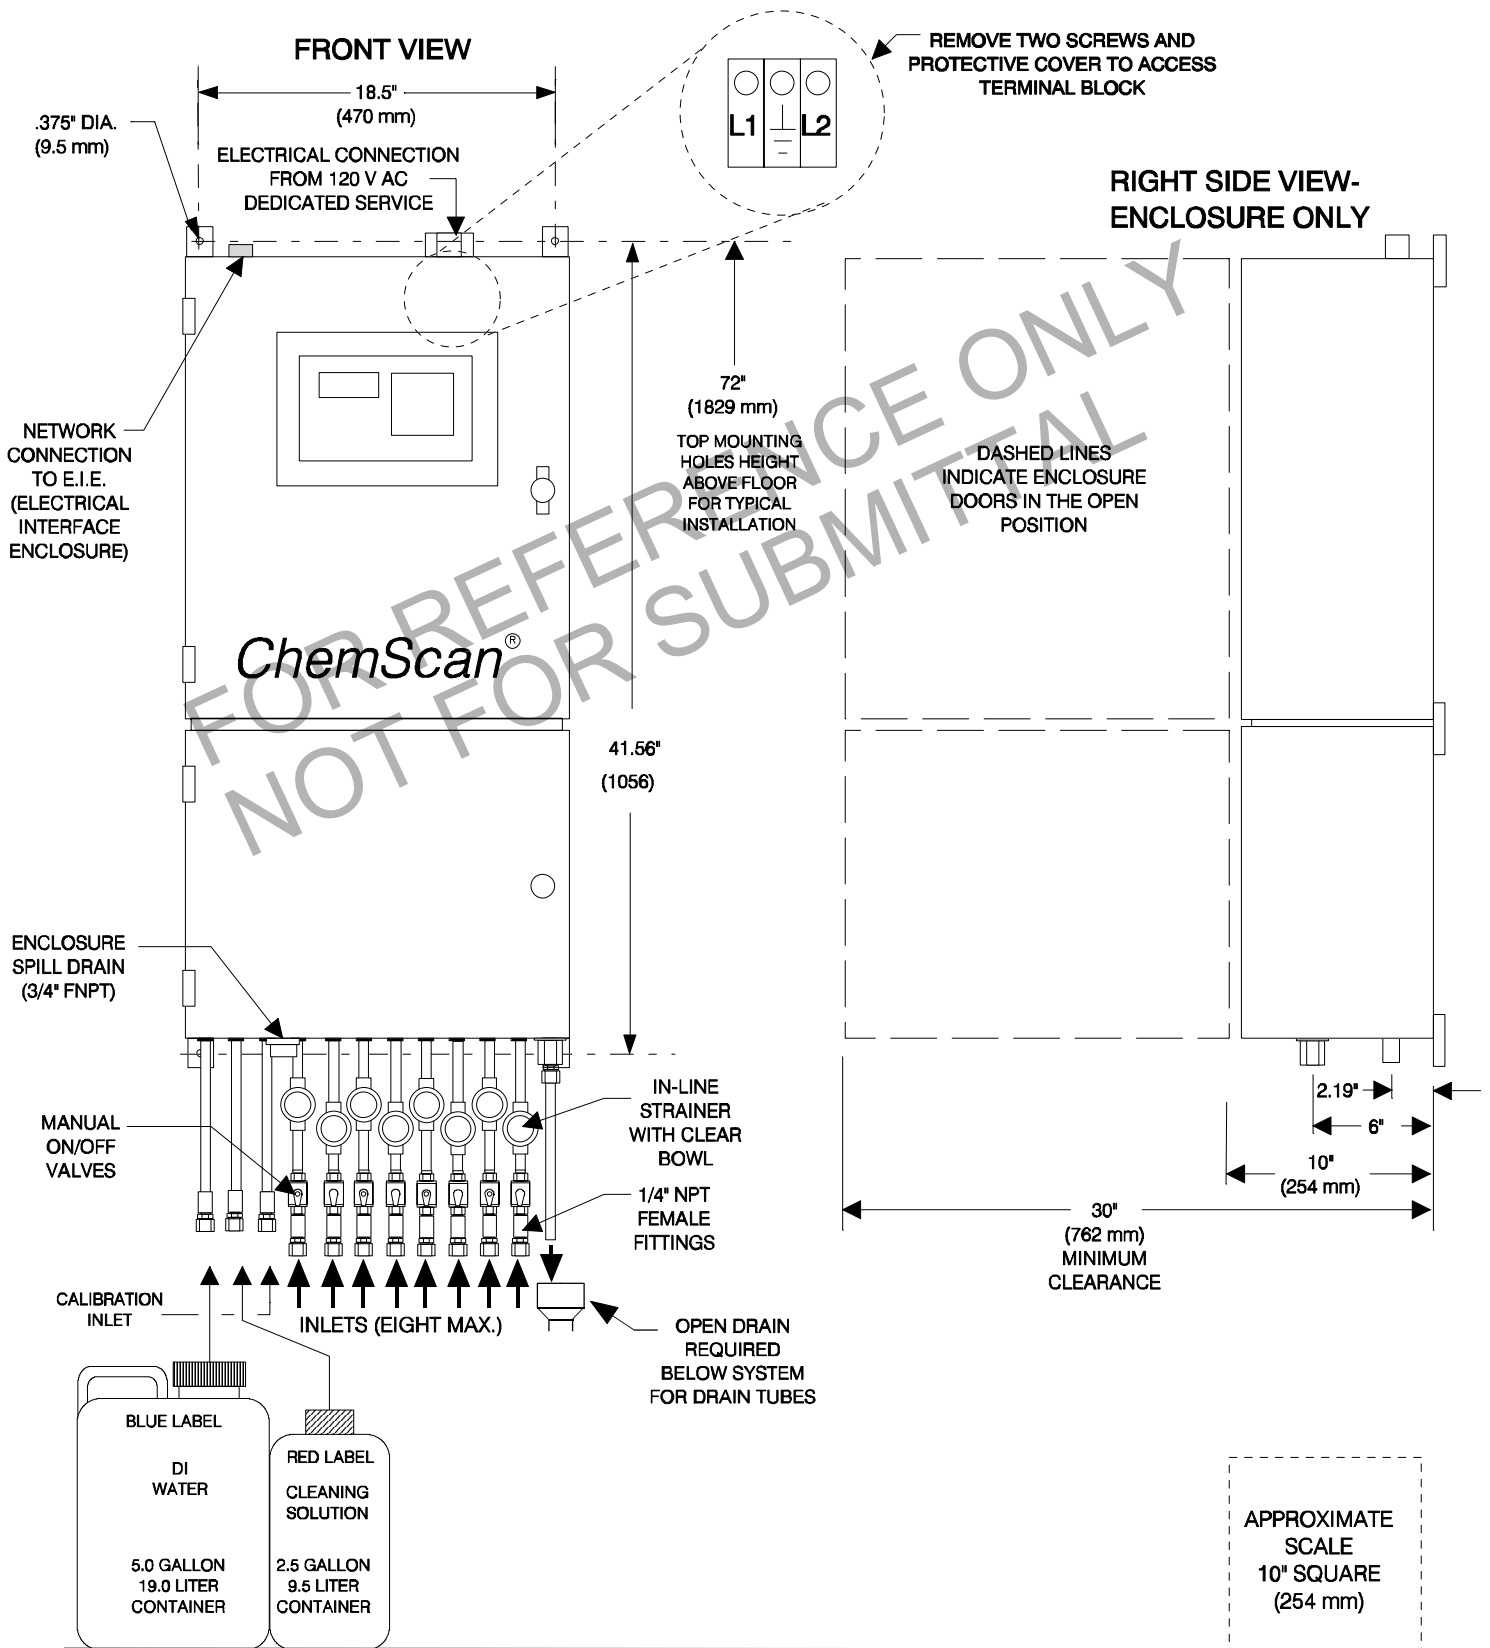 FRONT VIEW
18.5"
(470 mm)
.375" DIA.
(9.5 mm)
ELECTRICAL CONNECTION
FROM 120 V AC
DEDICATED SERVICE
REMOVE TWO SCREWS AND
PROTECTIVE COVER TO ACCESS
TERMINAL BLOCK
L1 L2
RIGHT SIDE VIEW-
ENCLOSURE ONLY
NETWORK
CONNECTION
TO E.I.E.
(ELECTRICAL
INTERFACE
ENCLOSURE)
72"
(1829 mm)
TOP MOUNTING
HOLES HEIGHT
ABOVE FLOOR
FOR TYPICAL
INSTALLATION
DASHED LINES
INDICATE ENCLOSURE
DOORS IN THE OPEN
POSITION
FOR REFERENCE ONLY
NOT FOR SUBMITTAL
ChemScan®
41.56"
(1056)
ENCLOSURE
SPILL DRAIN
(3/4" FNPT)
MANUAL
ON/OFF
VALVES
IN-LINE
STRAINER
WITH CLEAR
BOWL
1/4" NPT
FEMALE
FITTINGS
2.19"
6"
10"
(254 mm)
30"
(762 mm)
MINIMUM
CLEARANCE
CALIBRATION
INLET
INLETS (EIGHT MAX.)
OPEN DRAIN
REQUIRED
BELOW SYSTEM
FOR DRAIN TUBES
BLUE LABEL
DI
WATER
5.0 GALLON
19.0 LITER
CONTAINER
RED LABEL
CLEANING
SOLUTION
2.5 GALLON
9.5 LITER
CONTAINER
APPROXIMATE
SCALE
10" SQUARE
(254 mm)